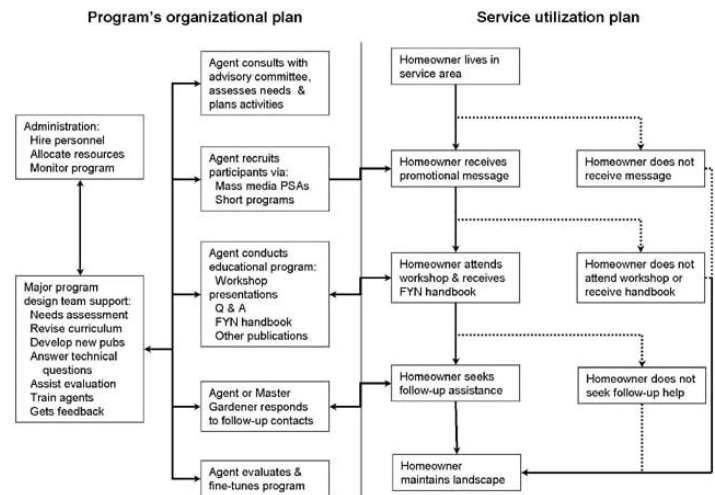 Program's organizational plan
Service utilization plan
Administration:
Hire personnel
Allocate resources
Monitor program
Major program
design team support:
Needs assessment
Revise curriculum
Develop new pubs
Answer technical
questions
Assist evaluation
Train agents
Gets feedback
Agent consults with
advisory committee,
assesses needs &
plans activities
Agent recruits
participants via:
Mass media PSAs
Short programs
Agent conducts
educational program:
Workshop
presentations
Q & A
FYN handbook
Other publications
Agent or Master
Gardener responds
to follow-up contacts
Agent evaluates &
fine-tunes program
Homeowner lives in
service area
Homeowner receives
promotional message
Homeowner does not
receive message
Homeowner attends
workshop & receives
FYN handbook
Homeowner does not
attend workshop or
receive handbook
Homeowner seeks
follow-up assistance
Homeowner does not
seek follow-up help
Homeowner
maintains landscape